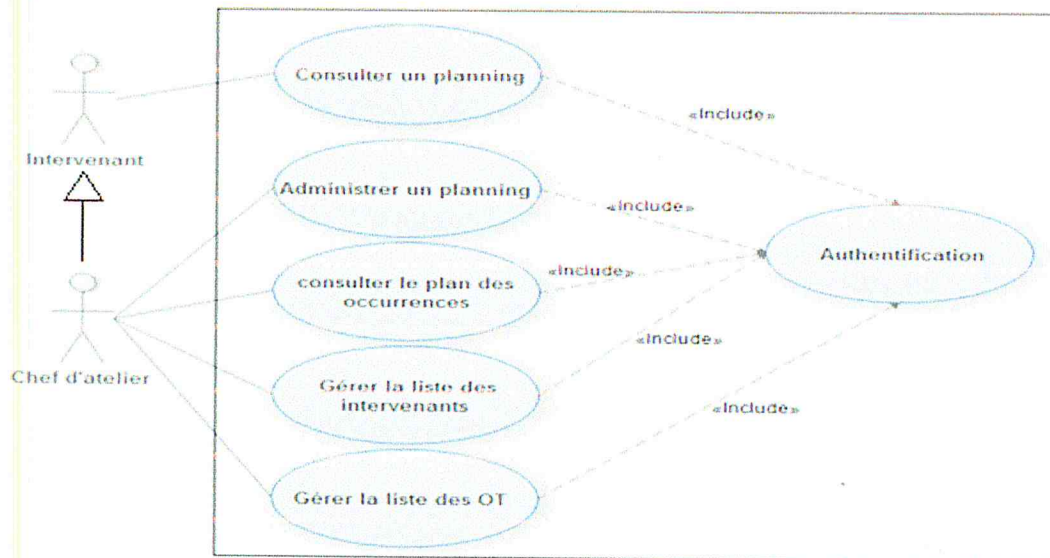 Consulter un planning
«Include»
Intervenant
Administrer un planning
«Include»
Authentification
consulter le plan des
occurrences
«Include»
«Include»
Chef d'atelier
Gérer la liste des
intervenants
«Include»
Gérer la liste des OT